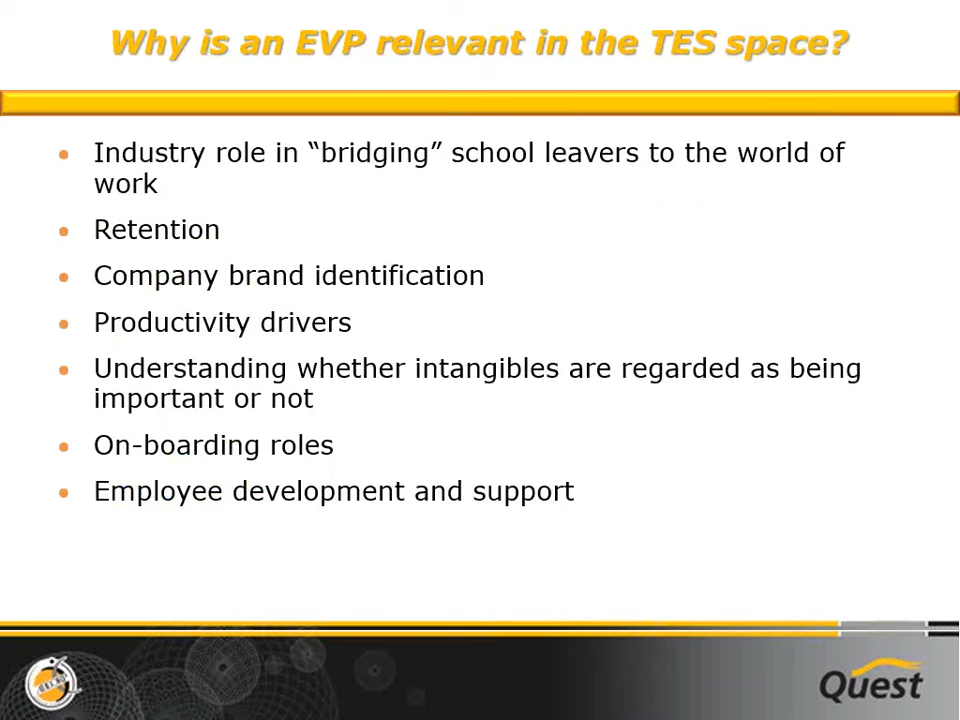 Why is an EVP relevant in the TES space?
• Industry role in “bridging” school leavers to the world of
work
• Retention
• Company brand identification
• Productivity drivers
• Understanding whether intangibles are regarded as being
important or not
• On-boarding roles
• Employee development and support
Quest